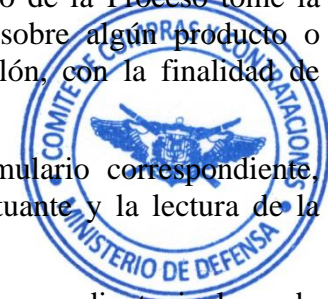 o de la Proceso tome la
sobre algún producto o
lón, con la finalidad de
COMITÉ DE COMPRAS Y CONTRATACIONES
MINISTERIO DE DEFENSA
mulario correspondiente,
tuante y la lectura de la